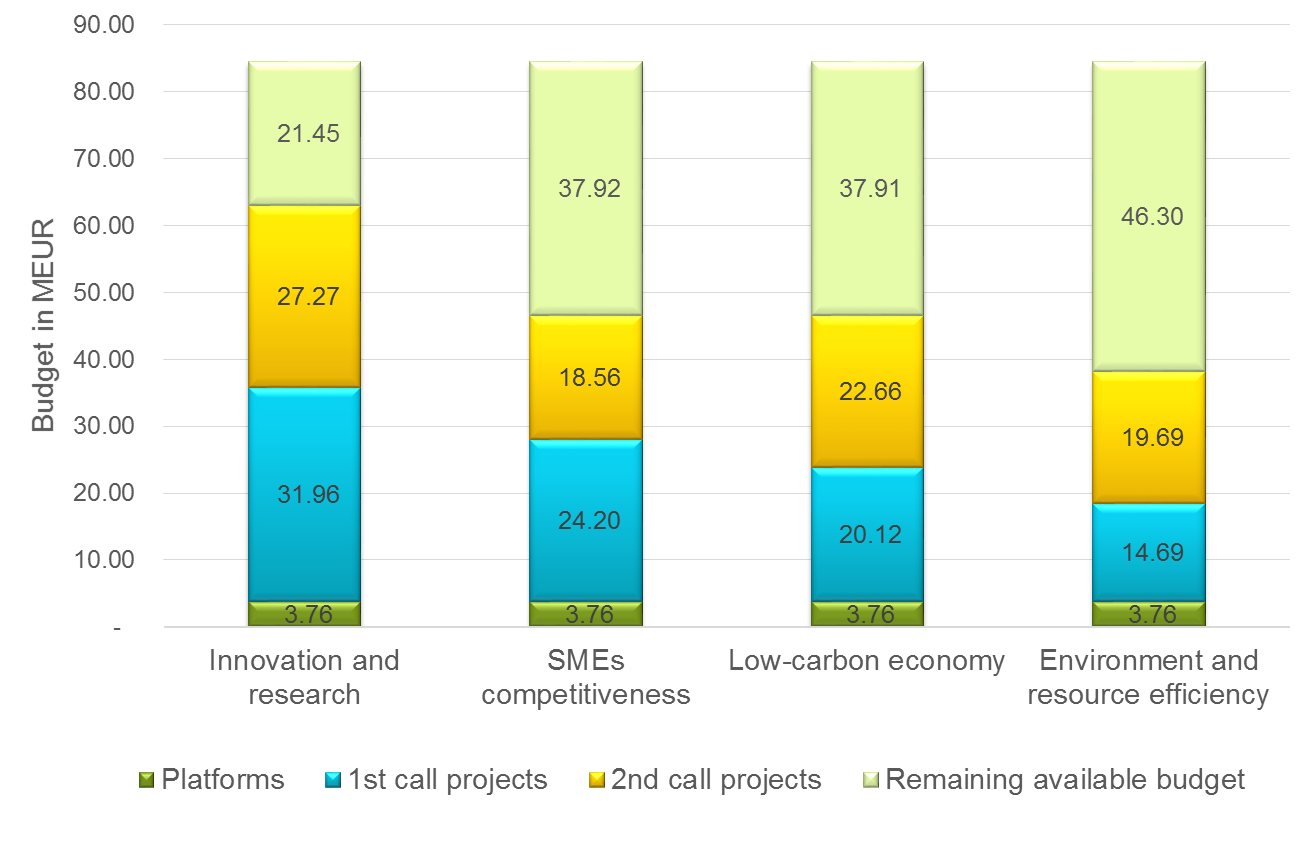 90.00
80.00
70.00
60.00
50.00
40.00
30.00
20.00
10.00
-
Budget in MEUR
21.45
27.27
31.96
3.76
37.92
18.56
24.20
3.76
37.91
22.66
20.12
3.76
46.30
19.69
14.69
3.76
Innovation and
research
SMEs
competitiveness
Low-carbon economy
Environment and
resource efficiency
Platforms
1st call projects
2nd call projects
Remaining available budget